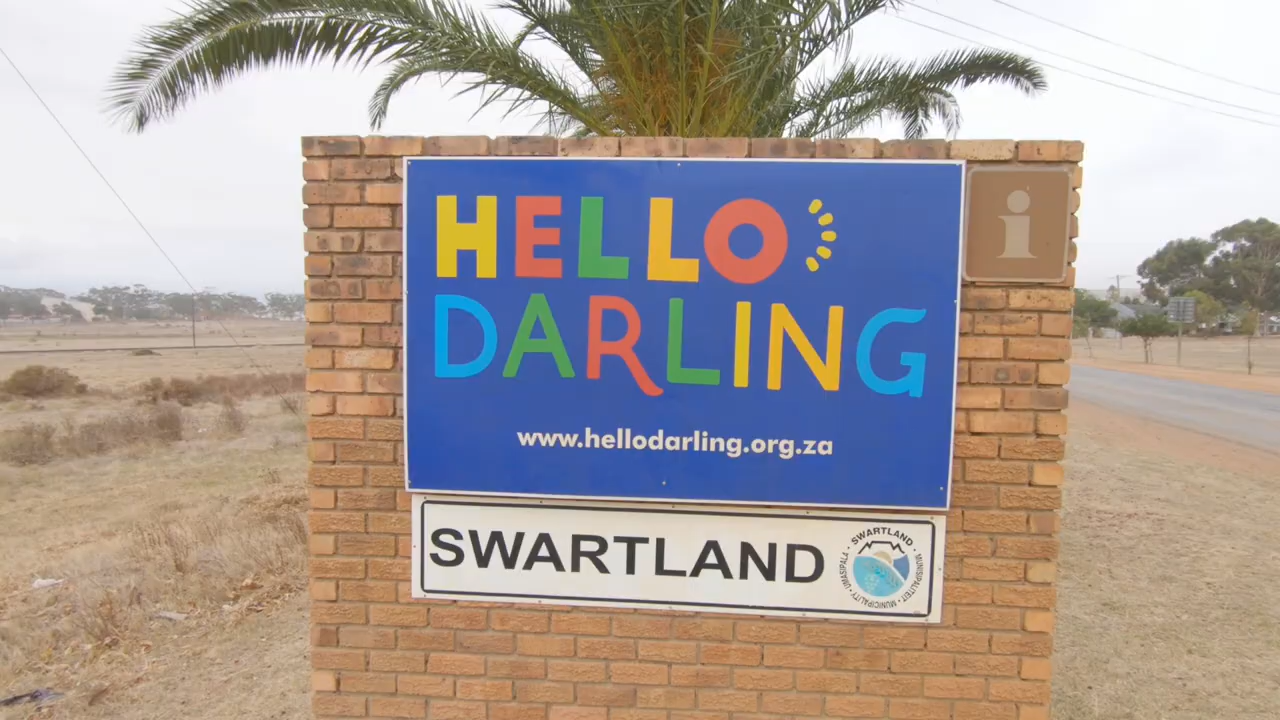 HELLO
DARLING
www.hellodarling.org.za
i
SWARTLAND
SWARTLAND · MUNISIPALITEIT · MUNICIPALITY · UMASIPALA ·